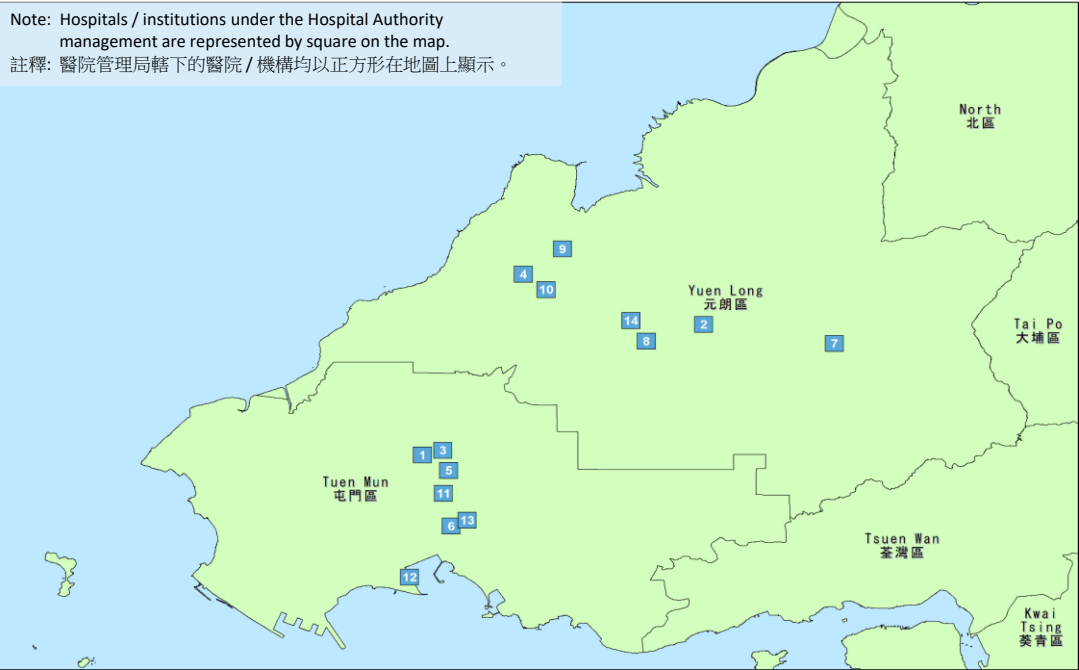 Note: Hospitals / institutions under the Hospital Authority
management are represented by square on the map.
註釋: 醫院管理局轄下的醫院 / 機構均以正方形在地圖上顯示。
North
北區
9
4
10
Yuen Long
元朗區
14
2
8
7
Tai Po
大埔區
1
3
5
Tuen Mun
屯門區
11
6
13
Tsuen Wan
荃灣區
12
Kwai
Tsing
葵青區